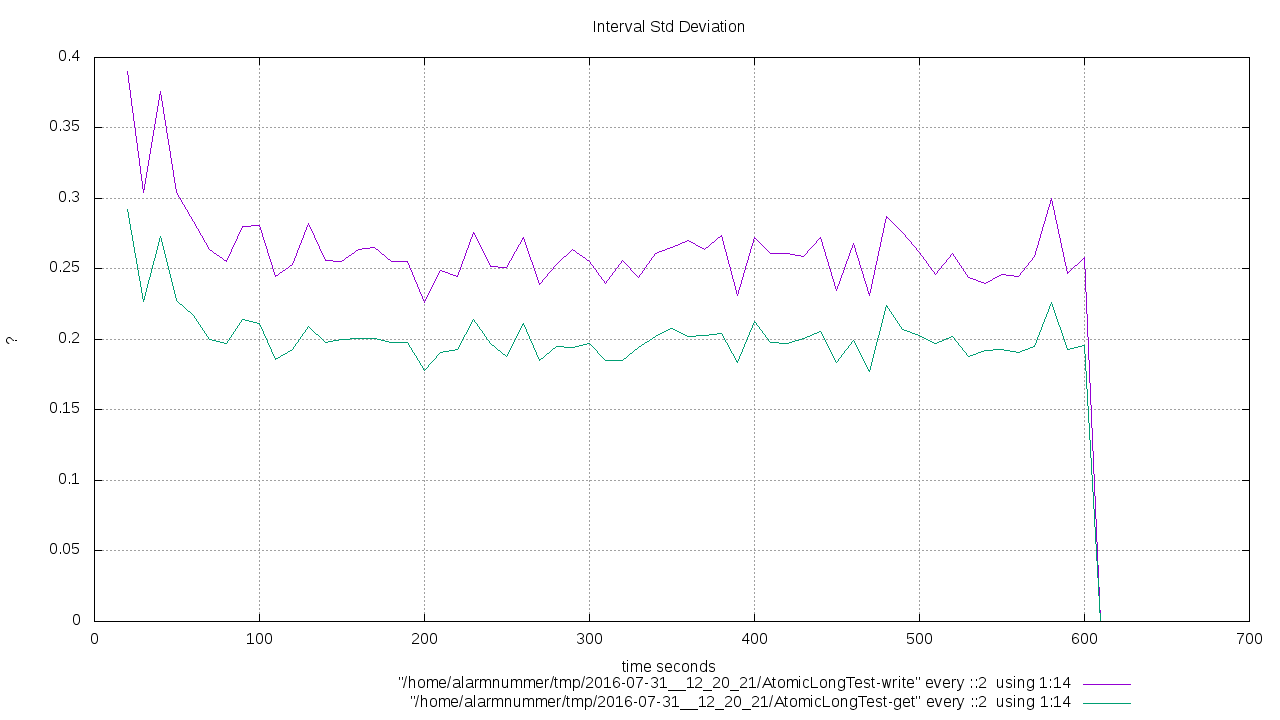 Interval Std Deviation
0.4
0.35
0.3
0.25
0.2
0.15
0.1
0.05
0
?
0 100 200 300 400 500 600 700
time seconds
"/home/alarmnummer/tmp/2016-07-31__12_20_21/AtomicLongTest-write" every ::2 using 1:14
"/home/alarmnummer/tmp/2016-07-31__12_20_21/AtomicLongTest-get" every ::2 using 1:14